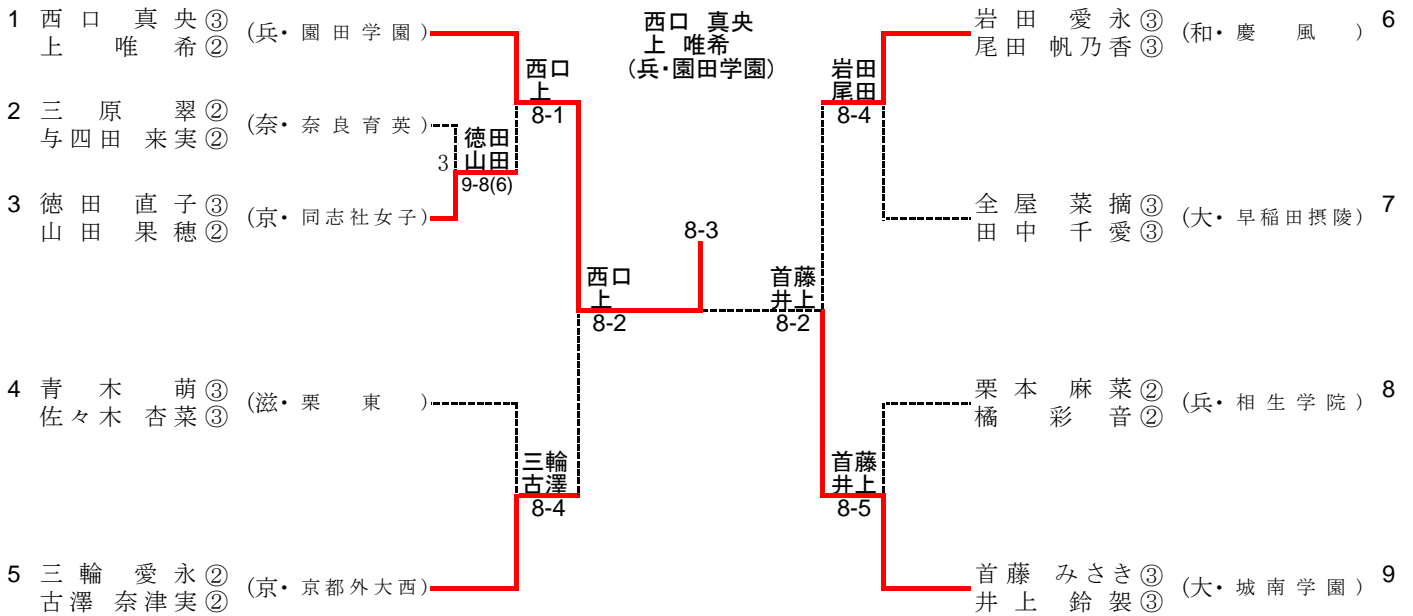 1 西口 真央③ (兵・園田学園)
上 唯希②
2 三原 翠② (奈・奈良育英)
与四田 来実②
3 徳田 直子③ (京・同志社女子)
山田 果穂②
4 青木 萌③ (滋・栗東)
佐々木 杏菜③
5 三輪 愛永② (京・京都外大西)
古澤 奈津実②
西口
上
8-1
徳田
3 山田
9-8(6)
西口
上
8-2
三輪
古澤
8-4
西口 真央
上 唯希
(兵・園田学園)
8-3
岩田
尾田
8-4
首藤
井上
8-2
首藤
井上
8-5
岩田 愛永③ (和・慶風) 6
尾田 帆乃香③
全屋 菜摘③ (大・早稲田摂陵) 7
田中 千愛③
栗本 麻菜② (兵・相生学院) 8
橘 彩音②
首藤 みさき③ (大・城南学園) 9
井上 鈴袈③